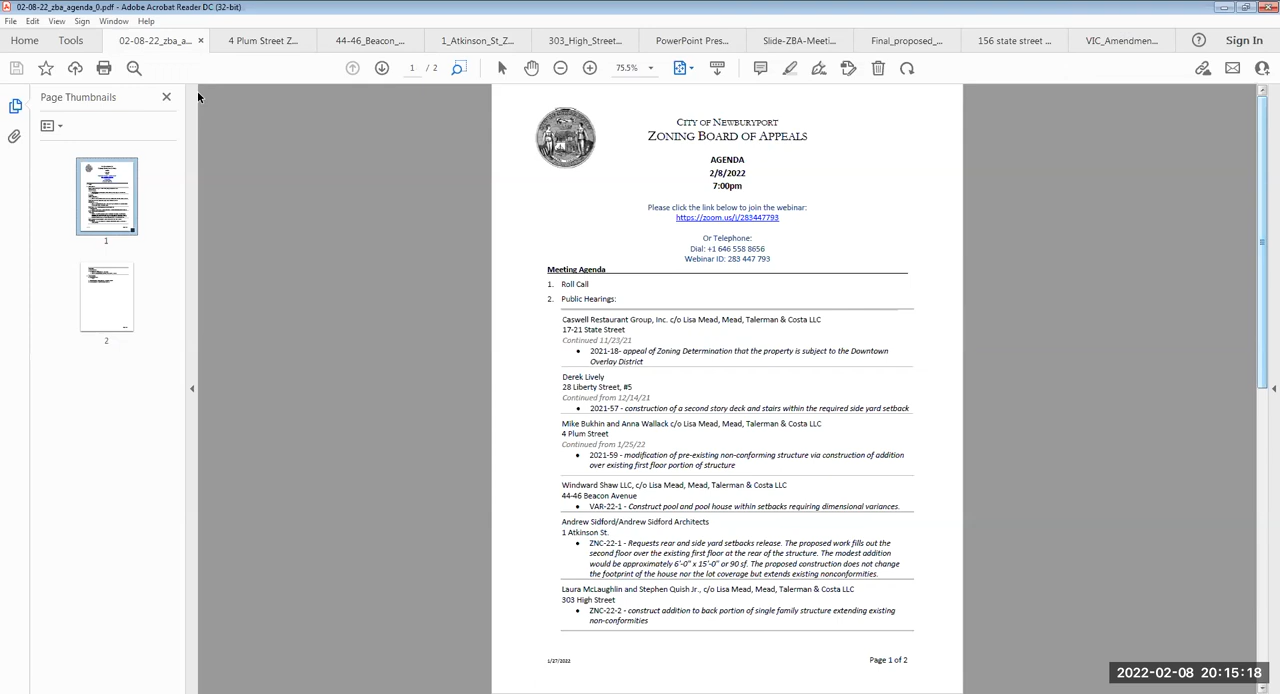 02-08-22_zba_agenda_0.pdf - Adobe Acrobat Reader DC (32-bit)
File Edit View Sign Window Help
Home Tools 02-08-22_zba_a... × 4 Plum Street Z... 44-46_Beacon_... 1_Atkinson_St_Z... 303_High_Street... PowerPoint Pres... Slide-ZBA-Meeti... Final_proposed_... 156 state street ... VIC_Amendmen... Sign In
1 / 2 75.5%
Page Thumbnails
1
2
CITY OF NEWBURYPORT
ZONING BOARD OF APPEALS
AGENDA
2/8/2022
7:00pm
Please click the link below to join the webinar:
https://zoom.us/j/283447793
Or Telephone:
Dial: +1 646 558 8656
Webinar ID: 283 447 793
Meeting Agenda
1. Roll Call
2. Public Hearings:
Caswell Restaurant Group, Inc. c/o Lisa Mead, Mead, Talerman & Costa LLC
17-21 State Street
Continued 11/23/21
• 2021-18- appeal of Zoning Determination that the property is subject to the Downtown
Overlay District
Derek Lively
28 Liberty Street, #5
Continued from 12/14/21
• 2021-57 - construction of a second story deck and stairs within the required side yard setback
Mike Bukhin and Anna Wallack c/o Lisa Mead, Mead, Talerman & Costa LLC
4 Plum Street
Continued from 1/25/22
• 2021-59 - modification of pre-existing non-conforming structure via construction of addition
over existing first floor portion of structure
Windward Shaw LLC, c/o Lisa Mead, Mead, Talerman & Costa LLC
44-46 Beacon Avenue
• VAR-22-1 - Construct pool and pool house within setbacks requiring dimensional variances.
Andrew Sidford/Andrew Sidford Architects
1 Atkinson St.
• ZNC-22-1 - Requests rear and side yard setbacks release. The proposed work fills out the
second floor over the existing first floor at the rear of the structure. The modest addition
would be approximately 6'-0" x 15'-0" or 90 sf. The proposed construction does not change
the footprint of the house nor the lot coverage but extends existing nonconformities.
Laura McLaughlin and Stephen Quish Jr., c/o Lisa Mead, Mead, Talerman & Costa LLC
303 High Street
• ZNC-22-2 - construct addition to back portion of single family structure extending existing
non-conformities
1/27/2022 Page 1 of 2
2022-02-08 20:15:18